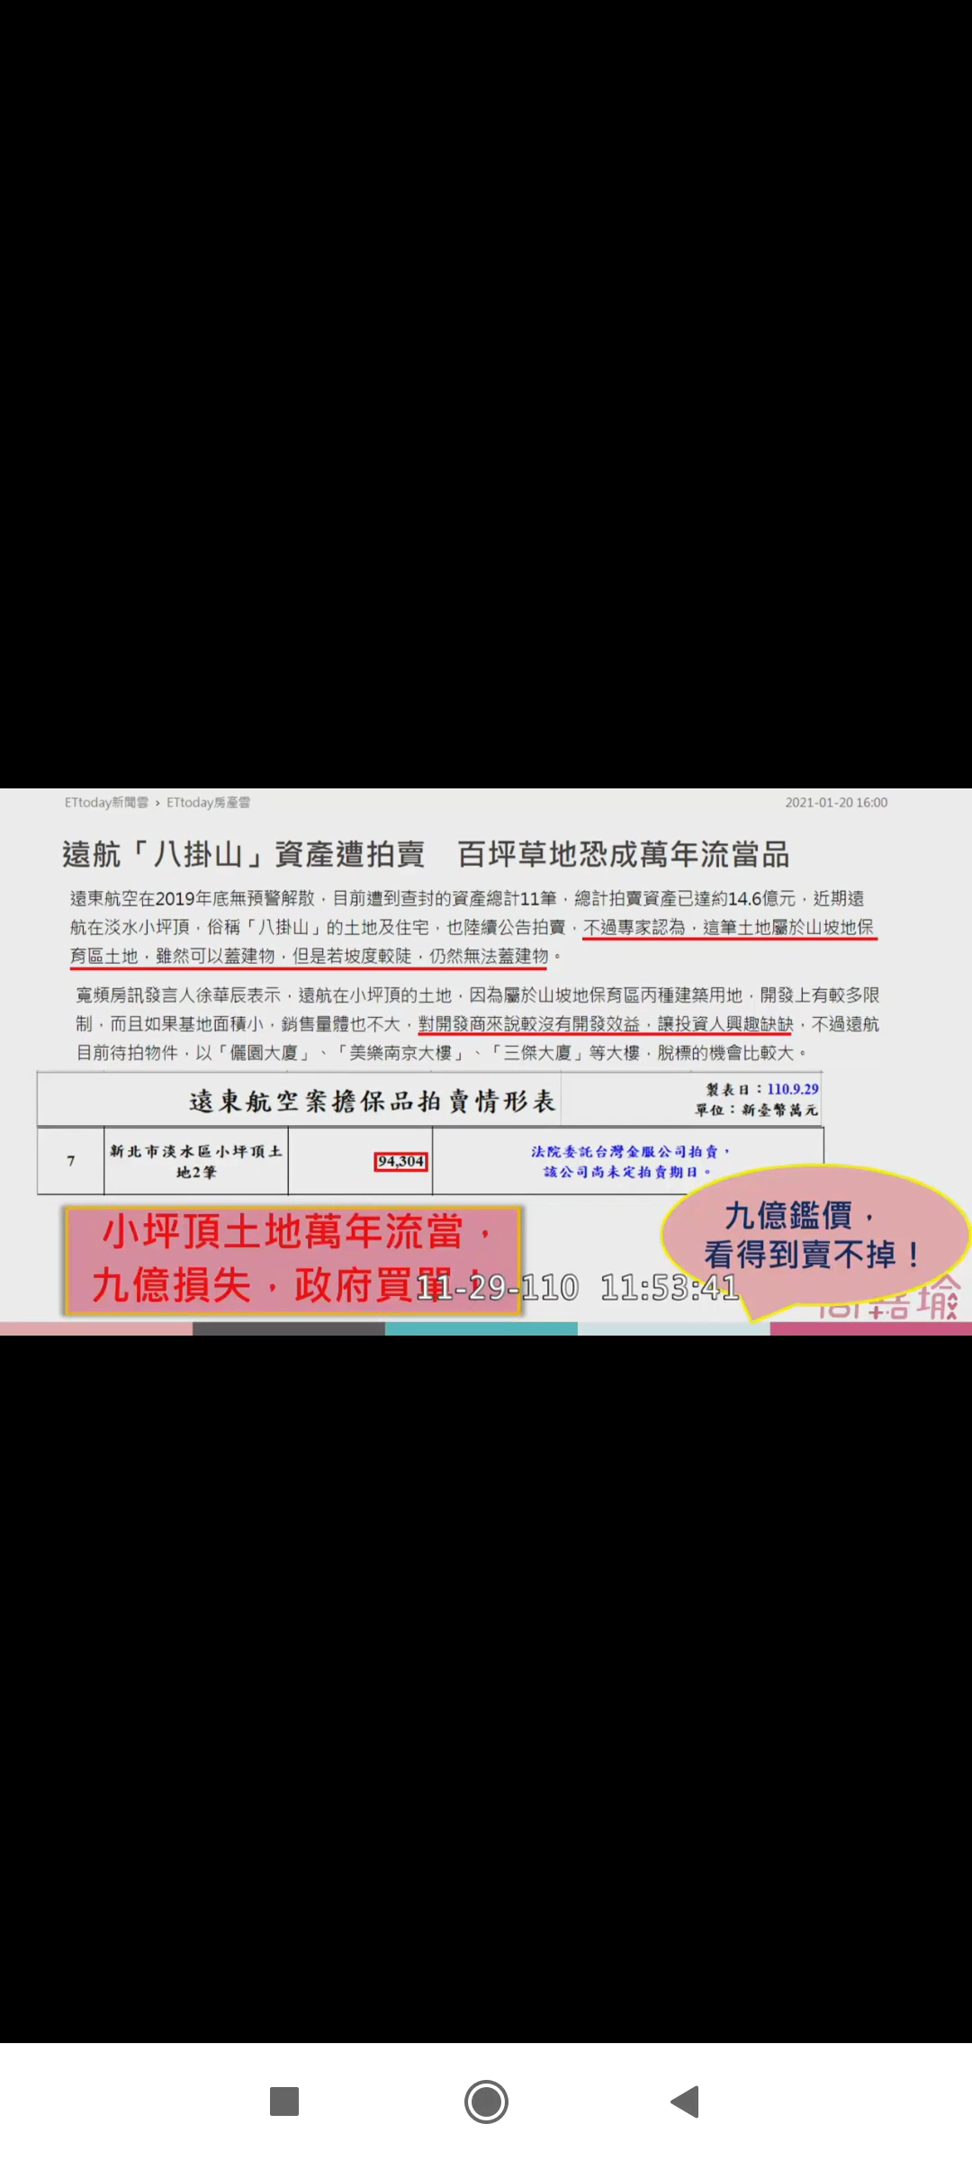 ETtoday新聞雲 › ETtoday房產雲
2021-01-20 16:00
遠航「八掛山」資產遭拍賣　百坪草地恐成萬年流當品
遠東航空在2019年底無預警解散，目前遭到查封的資產總計11筆，總計拍賣資產已達約14.6億元，近期遠
航在淡水小坪頂，俗稱「八掛山」的土地及住宅，也陸續公告拍賣，不過專家認為，這筆土地屬於山坡地保
育區土地，雖然可以蓋建物，但是若坡度較陡，仍然無法蓋建物。
寬頻房訊發言人徐華辰表示，遠航在小坪頂的土地，因為屬於山坡地保育區丙種建築用地，開發上有較多限
制，而且如果基地面積小，銷售量體也不大，對開發商來說較沒有開發效益，讓投資人興趣缺缺，不過遠航
目前待拍物件，以「儷園大廈」、「美樂南京大樓」、「三傑大廈」等大樓，脫標的機會比較大。
遠東航空案擔保品拍賣情形表
製表日：110.9.29
單位：新臺幣萬元
7
新北市淡水區小坪頂土
地2筆
94,304
法院委託台灣金服公司拍賣，
該公司尚未定拍賣期日。
小坪頂土地萬年流當，
九億損失，政府買單！
九億鑑價，
看得到賣不掉！
11-29-110 11:53:41
瑜